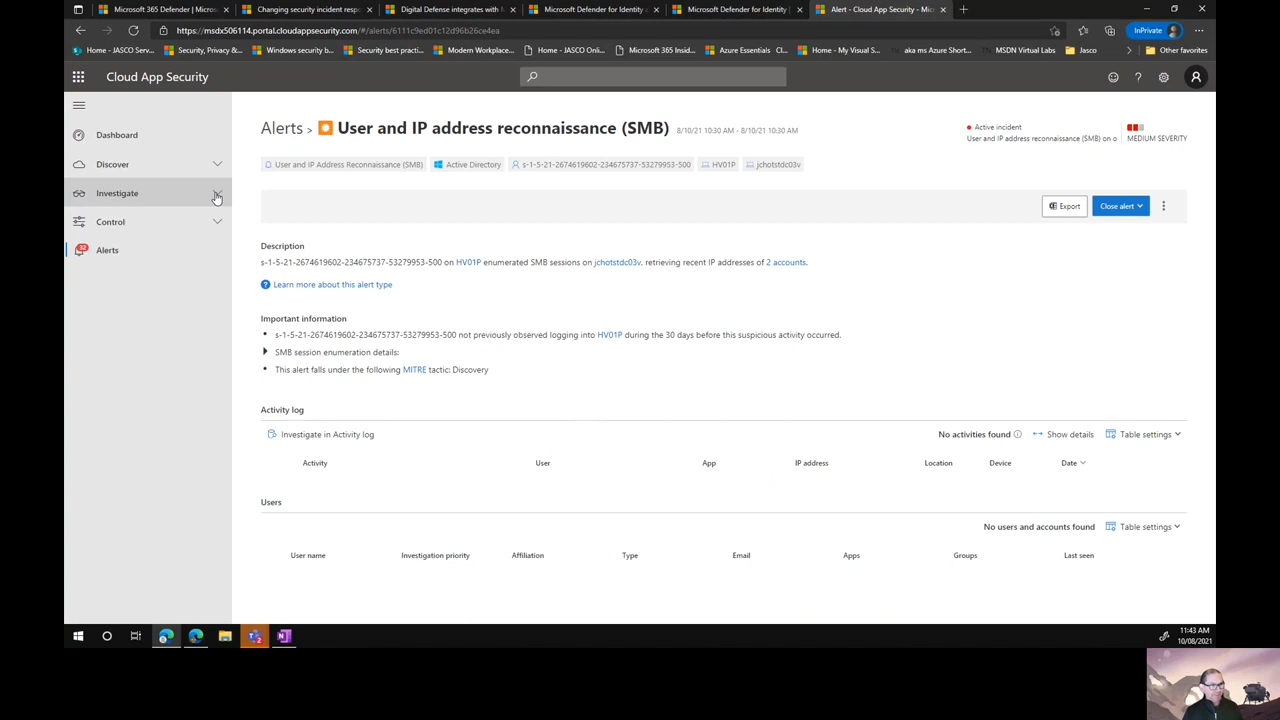 Microsoft 365 Defender | Micros
Changing security incident resp
Digital Defense integrates with M
Microsoft Defender for Identity a
Microsoft Defender for Identity |
Alert - Cloud App Security - Mic
https://msdx506114.portal.cloudappsecurity.com/#/alerts/6111c9ed01c12d96b26ce4ea
InPrivate
Home - JASCO Serv...
Security, Privacy &...
Windows security b...
Security best practi...
Modern Workplace...
Home - JASCO Onli...
Microsoft 365 Insid...
Azure Essentials C...
Home - My Visual S...
aka ms Azure Short...
MSDN Virtual Labs
Jasco
Other favorites
Cloud App Security
Dashboard
Discover
Investigate
Control
32
Alerts
Alerts > User and IP address reconnaissance (SMB) 8/10/21 10:30 AM - 8/10/21 10:30 AM
Active incident
User and IP address reconnaissance (SMB) on o
MEDIUM SEVERITY
User and IP Address Reconnaissance (SMB)
Active Directory
s-1-5-21-2674619602-234675737-53279993-500
HV01P
jchotstdc03v
Export
Close alert
Description
s-1-5-21-2674619602-234675737-53279953-500 on HV01P enumerated SMB sessions on jchotstdc03v, retrieving recent IP addresses of 2 accounts.
Learn more about this alert type
Important information
• s-1-5-21-2674619602-234675737-53279953-500 not previously observed logging into HV01P during the 30 days before this suspicious activity occurred.
SMB session enumeration details:
• This alert falls under the following MITRE tactic: Discovery
Activity log
Investigate in Activity log
No activities found
Show details
Table settings
Activity User App IP address Location Device Date
Users
No users and accounts found
Table settings
User name Investigation priority Affiliation Type Email Apps Groups Last seen
11:43 AM
10/08/2021